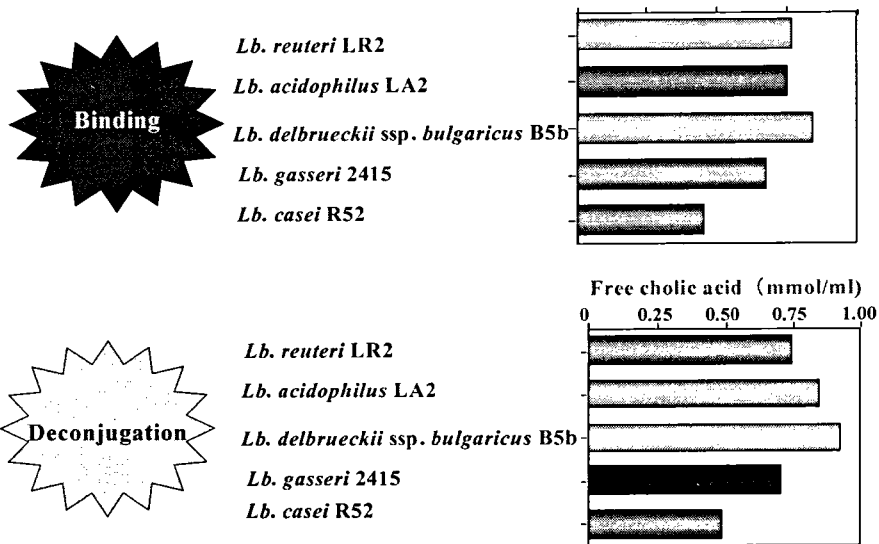 Binding
Lb. reuteri LR2
Lb. acidophilus LA2
Lb. delbrueckii ssp. bulgaricus B5b
Lb. gasseri 2415
Lb. casei R52
Free cholic acid (mmol/ml)
0 0.25 0.50 0.75 1.00
Deconjugation
Lb. reuteri LR2
Lb. acidophilus LA2
Lb. delbrueckii ssp. bulgaricus B5b
Lb. gasseri 2415
Lb. casei R52